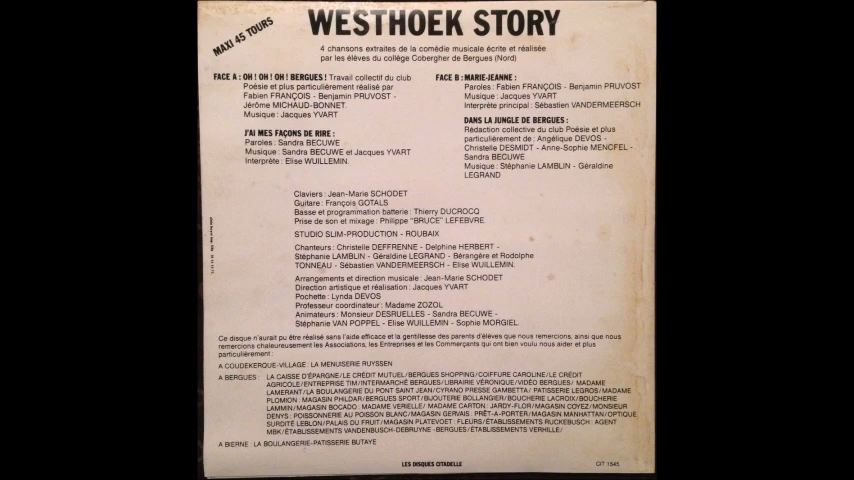 WESTHOEK STORY
MAXI 45 TOURS
4 chansons extraites de la comédie musicale écrite et réalisée
par les élèves du collège Cobergher de Bergues (Nord)
FACE A : OH ! OH ! OH ! BERGUES ! Travail collectif du club
Poésie et plus particulièrement réalisé par
Fabien FRANÇOIS - Benjamin PRUVOST -
Jérôme MICHAUD-BONNET.
Musique : Jacques YVART
J'AI MES FAÇONS DE RIRE :
Paroles : Sandra BECUWE
Musique : Sandra BECUWE et Jacques YVART
Interprète : Elise WUILLEMIN.
FACE B : MARIE-JEANNE :
Paroles : Fabien FRANÇOIS - Benjamin PRUVOST
Musique : Jacques YVART
Interprète principal : Sébastien VANDERMEERSCH
DANS LA JUNGLE DE BERGUES :
Rédaction collective du club Poésie et plus
particulièrement de : Angélique DEVOS -
Christelle DESMIDT - Anne-Sophie MENCFEL -
Sandra BECUWE
Musique : Stéphanie LAMBLIN - Géraldine
LEGRAND
Claviers : Jean-Marie SCHODET
Guitare : François GOTALS
Basse et programmation batterie : Thierry DUCROCQ
Prise de son et mixage : Philippe "BRUCE" LEFEBVRE.
STUDIO SLIM-PRODUCTION - ROUBAIX
Chanteurs : Christelle DEFFRENNE - Delphine HERBERT -
Stéphanie LAMBLIN - Géraldine LEGRAND - Bérangère et Rodolphe
TONNEAU - Sébastien VANDERMEERSCH - Elise WUILLEMIN.
Arrangements et direction musicale : Jean-Marie SCHODET
Direction artistique et réalisation : Jacques YVART
Pochette : Lynda DEVOS
Professeur coordinateur : Madame ZOZOL
Animateurs : Monsieur DESRUELLES - Sandra BECUWE -
Stéphanie VAN POPPEL - Elise WUILLEMIN - Sophie MORGIEL.
Ce disque n'aurait pu être réalisé sans l'aide efficace et la gentillesse des parents d'élèves que nous remercions, ainsi que nous
remercions chaleureusement les Associations, les Entreprises et les Commerçants qui ont bien voulu nous aider et plus
particulièrement :
A COUDEKERQUE-VILLAGE : LA MENUISERIE RUYSSEN
A BERGUES : LA CAISSE D'ÉPARGNE/LE CRÉDIT MUTUEL/BERGUES SHOPPING/COIFFURE CAROLINE/LE CRÉDIT
AGRICOLE/ENTREPRISE TIM/INTERMARCHÉ BERGUES/LIBRAIRIE VÉRONIQUE/VIDÉO BERGUES/ MADAME
LAMERANT/LA BOULANGERIE DU PONT SAINT JEAN/CYRANO PRESSE GAMBETTA/ PATISSERIE LEGROS/MADAME
PLOMION : MAGASIN PHILDAR/BERGUES SPORT/BIJOUTERIE BOLLANGIER/BOUCHERIE LACROIX/BOUCHERIE
LAMMIN/MAGASIN BOCADO : MADAME VERIELLE/ MADAME CARTON : JARDY-FLOR/MAGASIN COYEZ/MONSIEUR
DENYS : POISSONNERIE AU POISSON BLANC/MAGASIN GERVAIS : PRÊT-A-PORTER/MAGASIN MANHATTAN/OPTIQUE,
SURDITÉ LEBLON/PALAIS DU FRUIT/MAGASIN PLATEVOET : FLEURS/ÉTABLISSEMENTS RUCKEBUSCH : AGENT
MBK/ÉTABLISSEMENTS VANDENBUSCH-DEBRUYNE -BERGUES/ÉTABLISSEMENTS VERHILLE/
A BIERNE : LA BOULANGERIE-PATISSERIE BUTAYE
LES DISQUES CITADELLE
CIT 1545